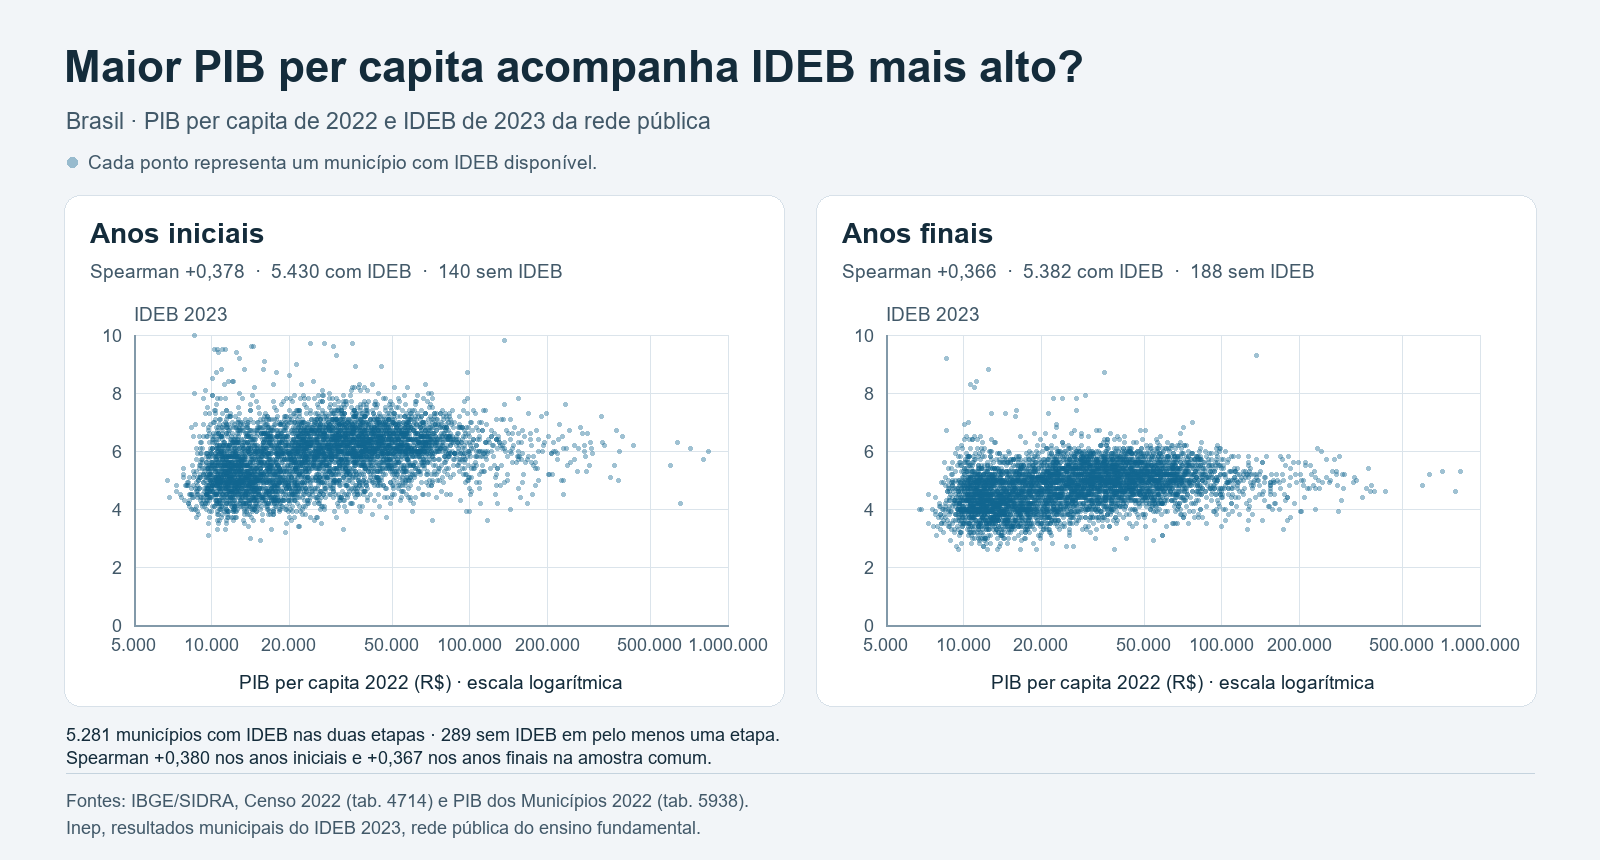 Maior PIB per capita acompanha IDEB mais alto?
Brasil · PIB per capita de 2022 e IDEB de 2023 da rede pública
Cada ponto representa um município com IDEB disponível.
Anos iniciais
Spearman +0,378 · 5.430 com IDEB · 140 sem IDEB
IDEB 2023
10
8
6
4
2
0
5.000 10.000 20.000 50.000 100.000 200.000 500.000 1.000.000
PIB per capita 2022 (R$) · escala logarítmica
Anos finais
Spearman +0,366 · 5.382 com IDEB · 188 sem IDEB
IDEB 2023
10
8
6
4
2
0
5.000 10.000 20.000 50.000 100.000 200.000 500.000 1.000.000
PIB per capita 2022 (R$) · escala logarítmica
5.281 municípios com IDEB nas duas etapas · 289 sem IDEB em pelo menos uma etapa.
Spearman +0,380 nos anos iniciais e +0,367 nos anos finais na amostra comum.
Fontes: IBGE/SIDRA, Censo 2022 (tab. 4714) e PIB dos Municípios 2022 (tab. 5938).
Inep, resultados municipais do IDEB 2023, rede pública do ensino fundamental.